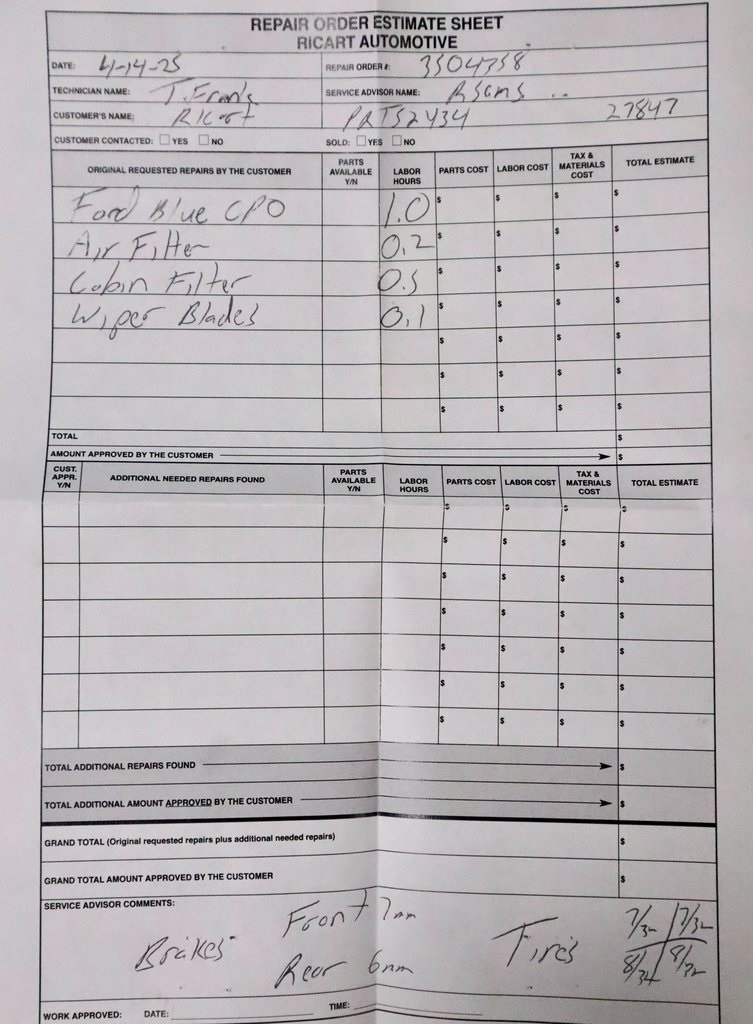 REPAIR ORDER ESTIMATE SHEET
RICART AUTOMOTIVE
DATE: 4-14-25 REPAIR ORDER #: 3504758
TECHNICIAN NAME: T. SERVICE ADVISOR NAME:
CUSTOMER'S NAME: Ricart PRTS2434 27847
CUSTOMER CONTACTED: YES NO SOLD: YES NO
ORIGINAL REQUESTED REPAIRS BY THE CUSTOMER PARTS AVAILABLE Y/N LABOR HOURS PARTS COST LABOR COST TAX & MATERIALS COST TOTAL ESTIMATE
Ford Blue CPO 1.0 $ $ $ $
Air Filter 0.2 $ $ $ $
Cabin Filter 0.5 $ $ $ $
Wiper Blades 0.1 $ $ $ $
$ $ $ $
$ $ $ $
$ $ $ $
TOTAL $
AMOUNT APPROVED BY THE CUSTOMER $
CUST. APPR. Y/N ADDITIONAL NEEDED REPAIRS FOUND PARTS AVAILABLE Y/N LABOR HOURS PARTS COST LABOR COST TAX & MATERIALS COST TOTAL ESTIMATE
$ $ $ $
$ $ $ $
$ $ $ $
$ $ $ $
$ $ $ $
$ $ $ $
$ $ $ $
TOTAL ADDITIONAL REPAIRS FOUND $
TOTAL ADDITIONAL AMOUNT APPROVED BY THE CUSTOMER $
GRAND TOTAL (Original requested repairs plus additional needed repairs) $
GRAND TOTAL AMOUNT APPROVED BY THE CUSTOMER $
SERVICE ADVISOR COMMENTS:
Brakes Front 7mm Tires 7/32 7/32
Rear 6mm 8/32 8/32
WORK APPROVED: DATE: TIME: